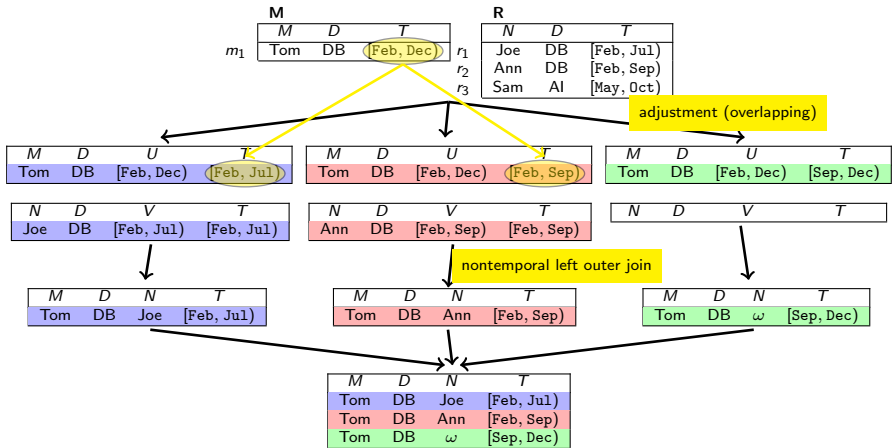 M R
M D T N D T
m1 Tom DB [Feb, Dec) r1 Joe DB [Feb, Jul)
r2 Ann DB [Feb, Sep)
r3 Sam AI [May, Oct)
adjustment (overlapping)
M D U T M D U T M D U T
Tom DB [Feb, Dec) [Feb, Jul) Tom DB [Feb, Dec) [Feb, Sep) Tom DB [Feb, Dec) [Sep, Dec)
N D V T N D V T N D V T
Joe DB [Feb, Jul) [Feb, Jul) Ann DB [Feb, Sep) [Feb, Sep)
nontemporal left outer join
M D N T M D N T M D N T
Tom DB Joe [Feb, Jul) Tom DB Ann [Feb, Sep) Tom DB ω [Sep, Dec)
M D N T
Tom DB Joe [Feb, Jul)
Tom DB Ann [Feb, Sep)
Tom DB ω [Sep, Dec)